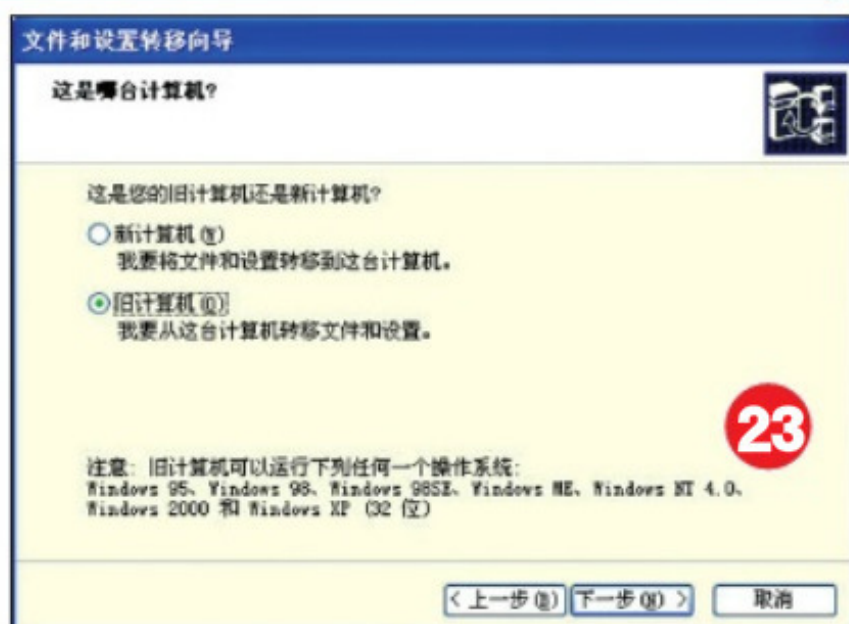 文件和设置转移向导
这是哪台计算机?
这是您的旧计算机还是新计算机?
新计算机(N)
我要将文件和设置转移到这台计算机。
旧计算机(O)
我要从这台计算机转移文件和设置。
23
注意: 旧计算机可以运行下列任何一个操作系统:
Windows 95、Windows 98、Windows 98SE、Windows ME、Windows NT 4.0、
Windows 2000 和 Windows XP (32 位)
< 上一步(B) 下一步(N) > 取消